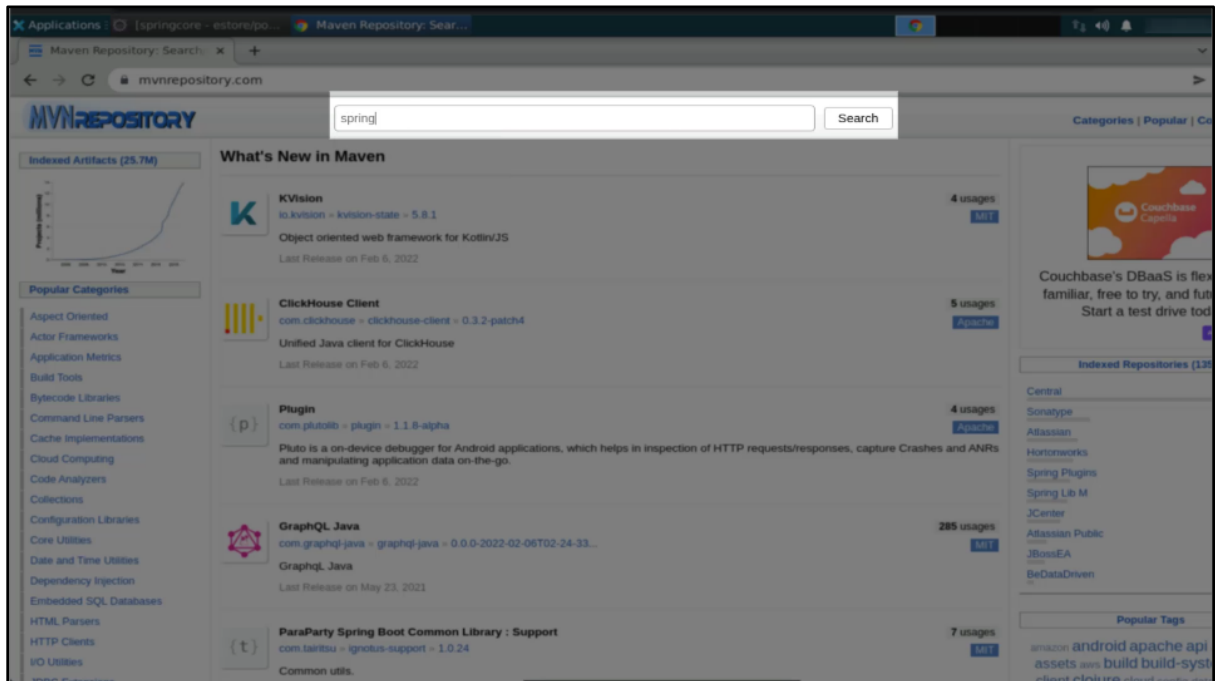 Applications
[springcore - estore/po...
Maven Repository: Sear...
Maven Repository: Search
mvnrepository.com
MVNREPOSITORY
spring
Search
Categories | Popular | Co
Indexed Artifacts (25.7M)
Projects (millions)
Year
Popular Categories
Aspect Oriented
Actor Frameworks
Application Metrics
Build Tools
Bytecode Libraries
Command Line Parsers
Cache Implementations
Cloud Computing
Code Analyzers
Collections
Configuration Libraries
Core Utilities
Date and Time Utilities
Dependency Injection
Embedded SQL Databases
HTML Parsers
HTTP Clients
I/O Utilities
What's New in Maven
KVision
4 usages
io.kvision » kvision-state » 5.8.1
MIT
Object oriented web framework for Kotlin/JS
Last Release on Feb 6, 2022
ClickHouse Client
5 usages
com.clickhouse » clickhouse-client » 0.3.2-patch4
Apache
Unified Java client for ClickHouse
Last Release on Feb 6, 2022
{p}
Plugin
4 usages
com.plutolib » plugin » 1.1.8-alpha
Apache
Pluto is a on-device debugger for Android applications, which helps in inspection of HTTP requests/responses, capture Crashes and ANRs
and manipulating application data on-the-go.
Last Release on Feb 6, 2022
GraphQL Java
285 usages
com.graphql-java » graphql-java » 0.0.0-2022-02-06T02-24-33...
MIT
GraphqL Java
Last Release on May 23, 2021
{t}
ParaParty Spring Boot Common Library : Support
7 usages
com.tairitsu » ignotus-support » 1.0.24
MIT
Common utils.
Couchbase
Capella
Couchbase's DBaaS is flex
familiar, free to try, and futu
Start a test drive tod
Indexed Repositories (135
Central
Sonatype
Atlassian
Hortonworks
Spring Plugins
Spring Lib M
JCenter
Atlassian Public
JBossEA
BeDataDriven
Popular Tags
amazon android apache api
assets aws build build-syst
client clojure cloud